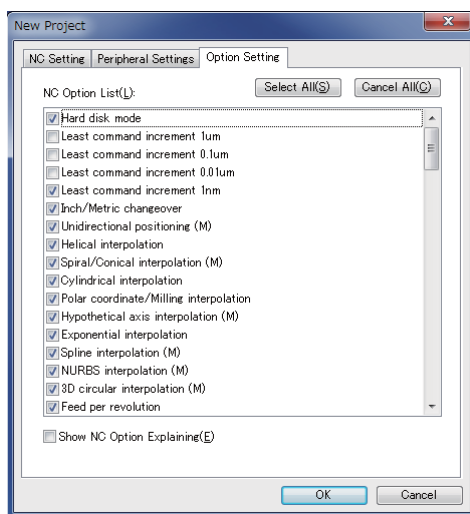 New Project
NC Setting Peripheral Settings Option Setting
NC Option List(L): Select All(S) Cancel All(C)
Hard disk mode
Least command increment 1um
Least command increment 0.1um
Least command increment 0.01um
Least command increment 1nm
Inch/Metric changeover
Unidirectional positioning (M)
Helical interpolation
Spiral/Conical interpolation (M)
Cylindrical interpolation
Polar coordinate/Milling interpolation
Hypothetical axis interpolation (M)
Exponential interpolation
Spline interpolation (M)
NURBS interpolation (M)
3D circular interpolation (M)
Feed per revolution
Show NC Option Explaining(E)
OK Cancel